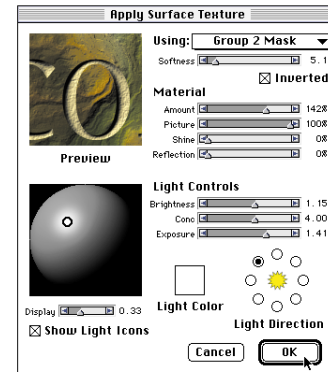 Apply Surface Texture
Using: Group 2 Mask
Softness 5.1
Inverted
Material
Amount 142%
Picture 100%
Shine 0%
Reflection 0%
CO
Preview
Light Controls
Brightness 1.15
Conc 4.00
Exposure 1.41
Display 0.33
Show Light Icons
Light Color
Light Direction
Cancel OK